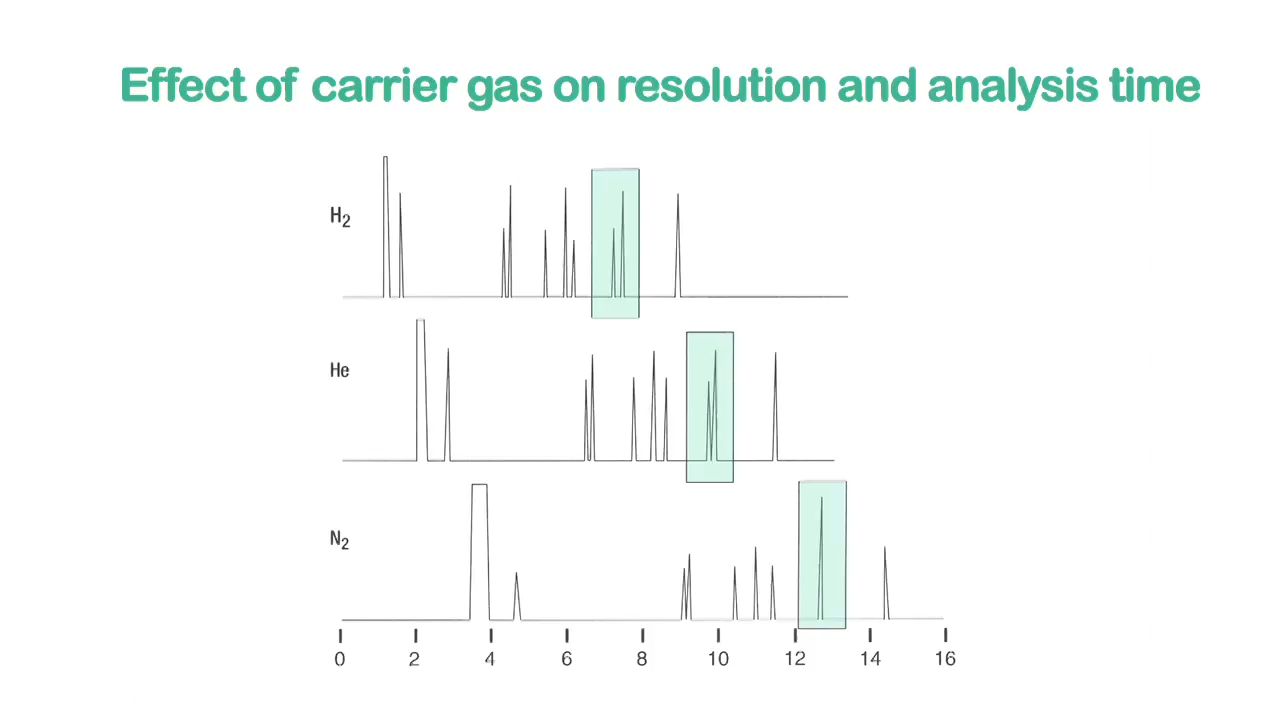 Effect of carrier gas on resolution and analysis time
H₂
He
N₂
0 2 4 6 8 10 12 14 16